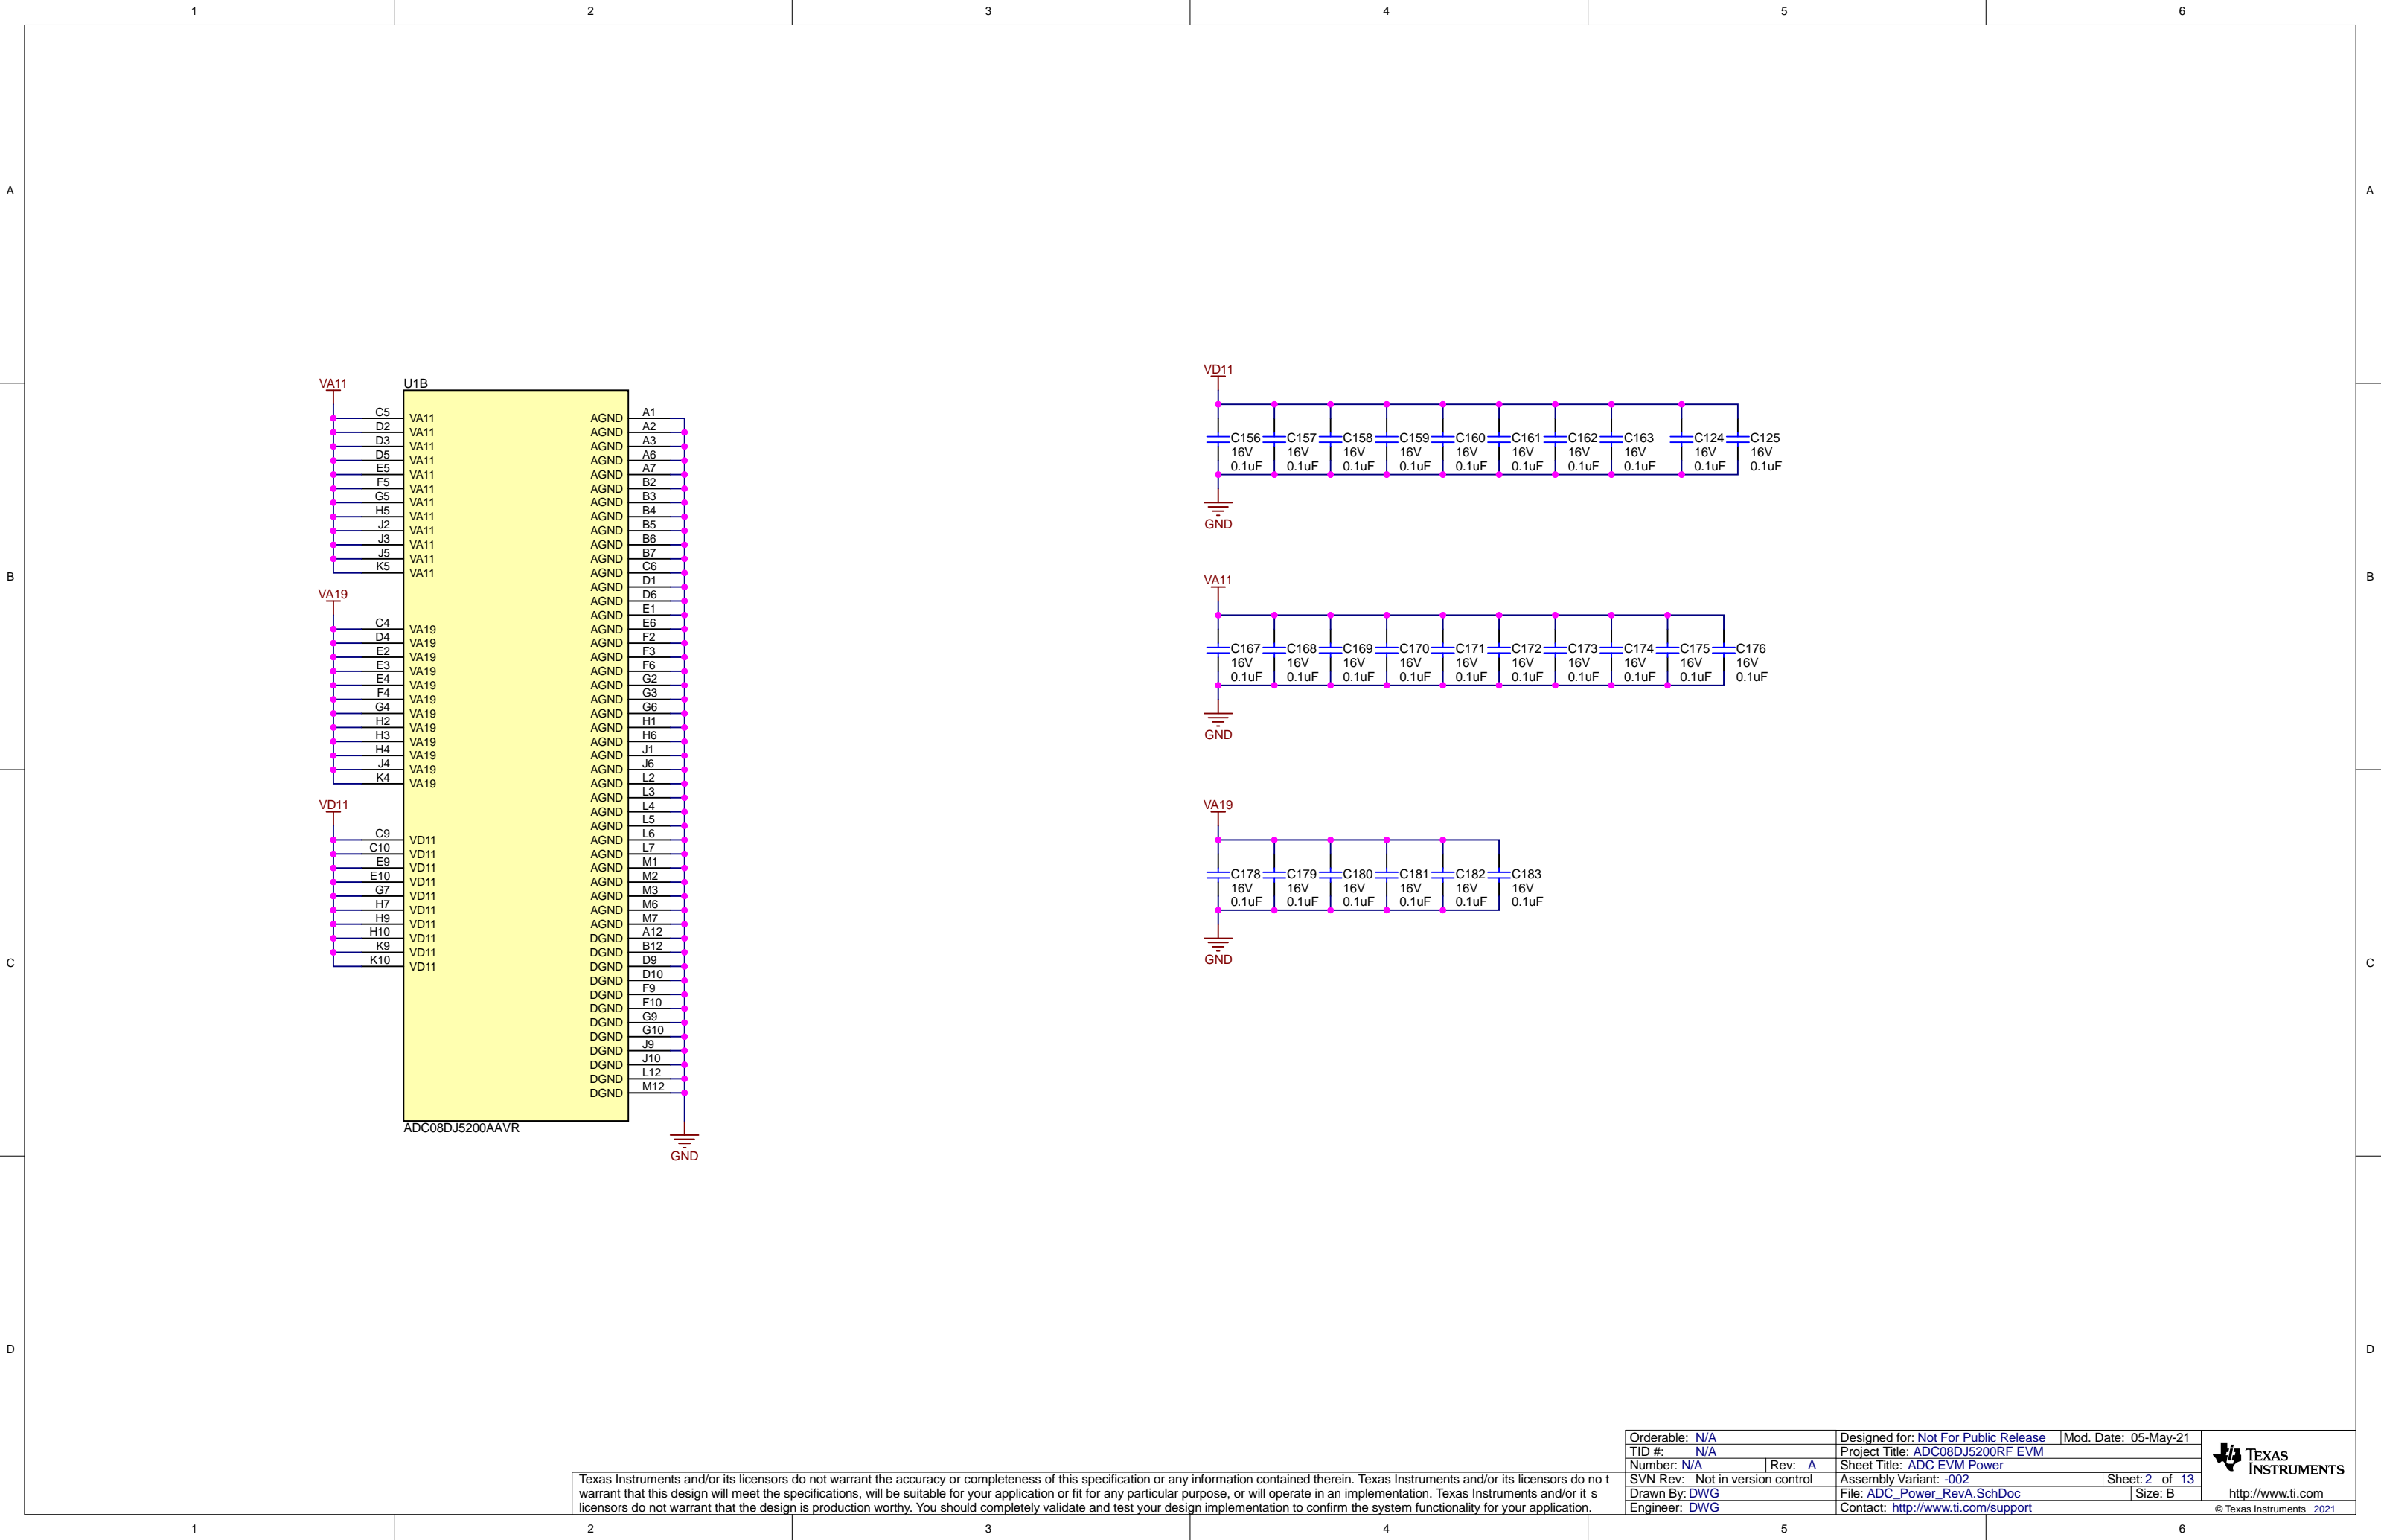 1 2 3 4 5 6
A A
B B
C C
D D
VA11
U1B
C5 VA11 AGND A1
D2 VA11 AGND A2
D3 VA11 AGND A3
D5 VA11 AGND A6
E5 VA11 AGND A7
F5 VA11 AGND B2
G5 VA11 AGND B3
H5 VA11 AGND B4
J2 VA11 AGND B5
J3 VA11 AGND B6
J5 VA11 AGND B7
K5 VA11 AGND C6
AGND D1
VA19
AGND D6
AGND E1
C4 VA19 AGND E6
D4 VA19 AGND F2
E2 VA19 AGND F3
E3 VA19 AGND F6
E4 VA19 AGND G2
F4 VA19 AGND G3
G4 VA19 AGND G6
H2 VA19 AGND H1
H3 VA19 AGND H6
H4 VA19 AGND J1
J4 VA19 AGND J6
K4 VA19 AGND L2
AGND L3
VD11
AGND L4
AGND L5
C9 VD11 AGND L6
C10 VD11 AGND L7
E9 VD11 AGND M1
E10 VD11 AGND M2
G7 VD11 AGND M3
H7 VD11 AGND M6
H9 VD11 AGND M7
H10 VD11 DGND A12
K9 VD11 DGND B12
K10 VD11 DGND D9
DGND D10
DGND F9
DGND F10
DGND G9
DGND G10
DGND J9
DGND J10
DGND L12
DGND M12
ADC08DJ5200AAVR
GND
VD11
C156 C157 C158 C159 C160 C161 C162 C163 C124 C125
16V 16V 16V 16V 16V 16V 16V 16V 16V 16V
0.1uF 0.1uF 0.1uF 0.1uF 0.1uF 0.1uF 0.1uF 0.1uF 0.1uF 0.1uF
GND
VA11
C167 C168 C169 C170 C171 C172 C173 C174 C175 C176
16V 16V 16V 16V 16V 16V 16V 16V 16V 16V
0.1uF 0.1uF 0.1uF 0.1uF 0.1uF 0.1uF 0.1uF 0.1uF 0.1uF 0.1uF
GND
VA19
C178 C179 C180 C181 C182 C183
16V 16V 16V 16V 16V 16V
0.1uF 0.1uF 0.1uF 0.1uF 0.1uF 0.1uF
GND
Texas Instruments and/or its licensors do not warrant the accuracy or completeness of this specification or any information contained therein. Texas Instruments and/or its licensors do no t
warrant that this design will meet the specifications, will be suitable for your application or fit for any particular purpose, or will operate in an implementation. Texas Instruments and/or it s
licensors do not warrant that the design is production worthy. You should completely validate and test your design implementation to confirm the system functionality for your application.
Orderable: N/A Designed for: Not For Public Release Mod. Date: 05-May-21
TID #: N/A Project Title: ADC08DJ5200RF EVM
Number: N/A Rev: A Sheet Title: ADC EVM Power
SVN Rev: Not in version control Assembly Variant: -002 Sheet: 2 of 13
Drawn By: DWG File: ADC_Power_RevA.SchDoc Size: B
Engineer: DWG Contact: http://www.ti.com/support
TEXAS
INSTRUMENTS
http://www.ti.com
© Texas Instruments 2021
1 2 3 4 5 6